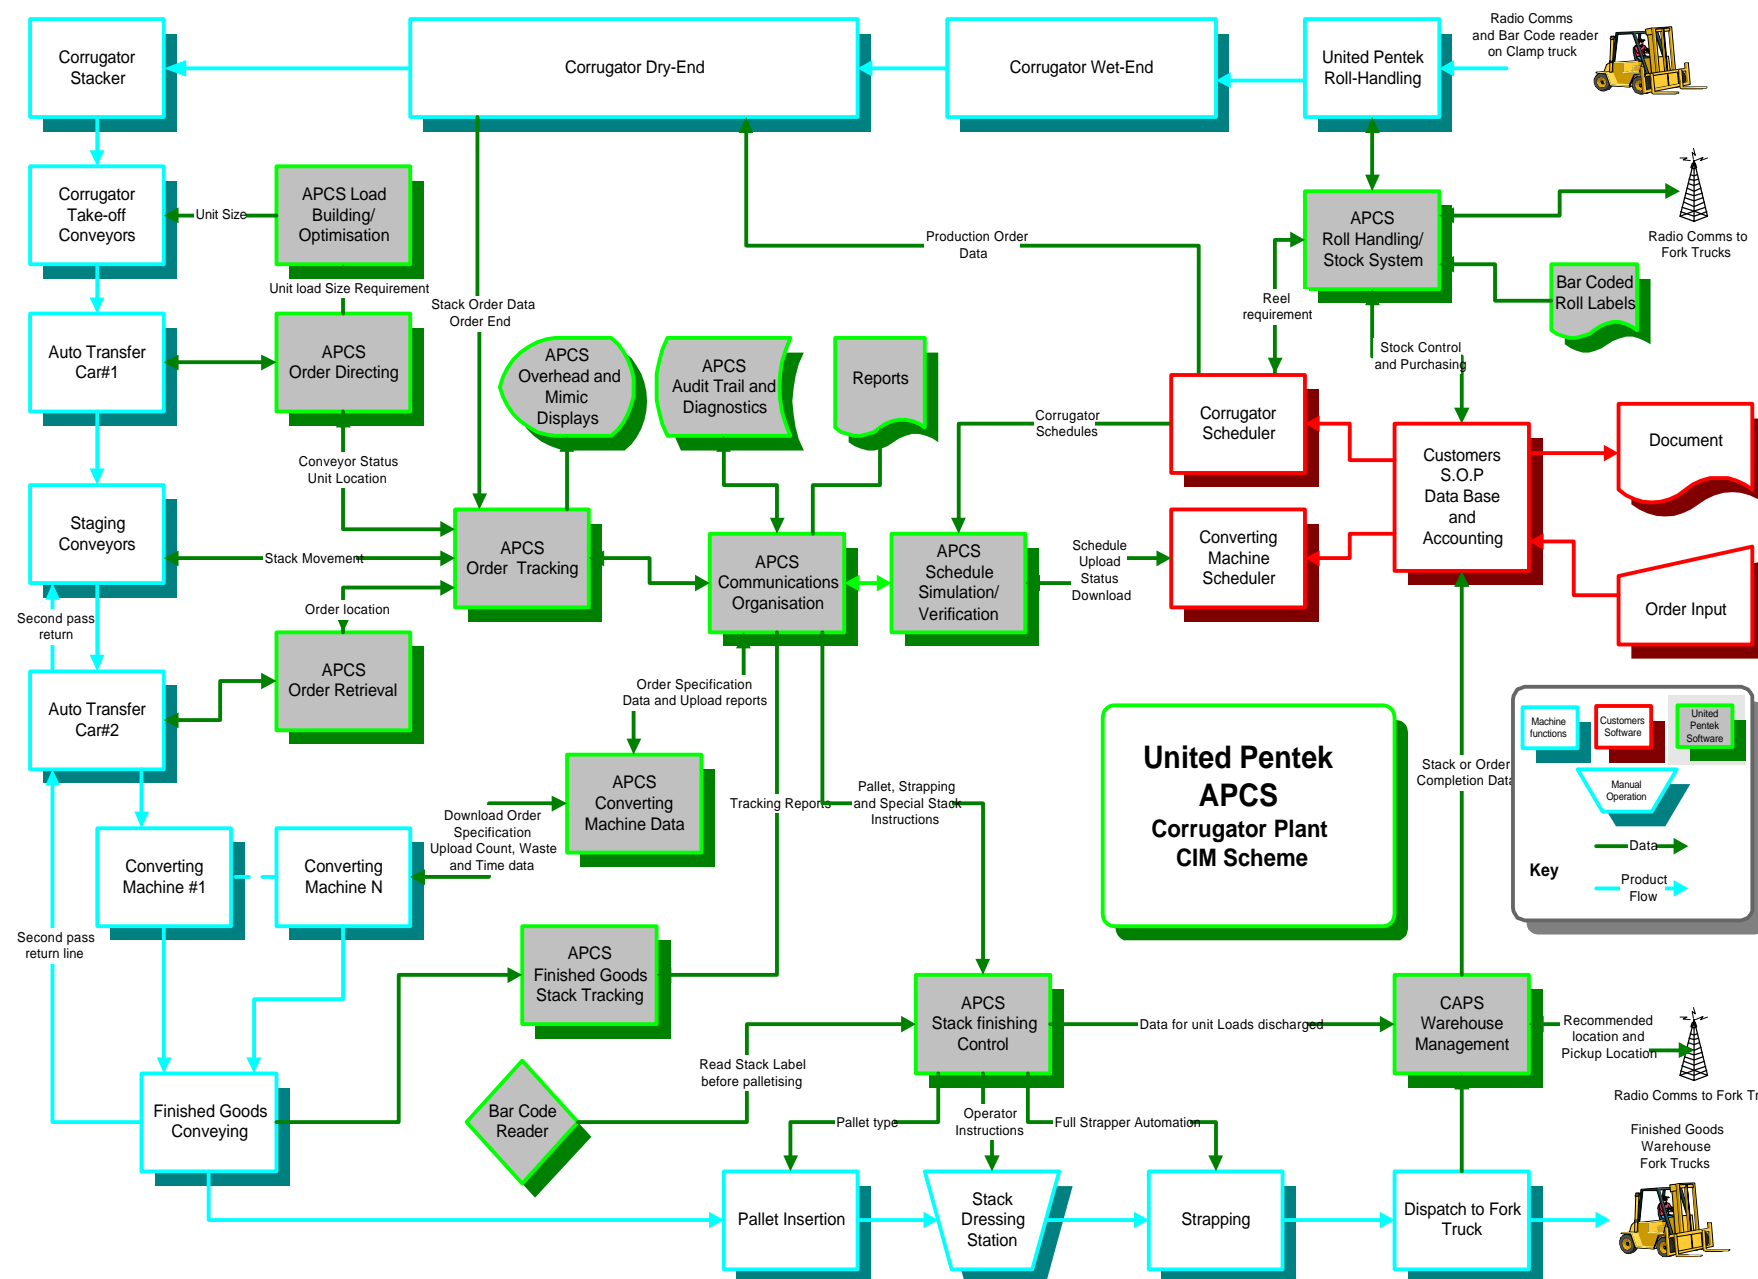 Radio Comms
and Bar Code reader
on Clamp truck
Corrugator
Stacker
Corrugator Dry-End
Corrugator Wet-End
United Pentek
Roll-Handling
Corrugator
Take-off
Conveyors
Unit Size
APCS Load
Building/
Optimisation
Production Order
Data
APCS
Roll Handling/
Stock System
Radio Comms to
Fork Trucks
Bar Coded
Roll Labels
Unit load Size Requirement
Stack Order Data
Order End
Reel
requirement
Auto Transfer
Car#1
APCS
Order Directing
APCS
Overhead and
Mimic
Displays
APCS
Audit Trail and
Diagnostics
Reports
Stock Control
and Purchasing
Corrugator
Schedules
Corrugator
Scheduler
Customers
S.O.P
Data Base
and
Accounting
Document
Conveyor Status
Unit Location
Staging
Conveyors
Stack Movement
APCS
Order Tracking
APCS
Communications
Organisation
APCS
Schedule
Simulation/
Verification
Schedule
Upload
Status
Download
Converting
Machine
Scheduler
Order Input
Second pass
return
Order location
APCS
Order Retrieval
Auto Transfer
Car#2
Order Specification
Data and Upload reports
APCS
Converting
Machine Data
Tracking Reports
Pallet, Strapping
and Special Stack
Instructions
United Pentek
APCS
Corrugator Plant
CIM Scheme
Stack or Order
Completion Data
Machine
functions
Customers
Software
United
Pentek
Software
Manual
Operation
Data
Key
Product
Flow
Download Order
Specification
Upload Count, Waste
and Time data
Converting
Machine #1
Converting
Machine N
Second pass
return line
APCS
Finished Goods
Stack Tracking
APCS
Stack finishing
Control
Data for unit Loads discharged
CAPS
Warehouse
Management
Recommended
location and
Pickup Location
Radio Comms to Fork Tr
Read Stack Label
before palletising
Finished Goods
Conveying
Bar Code
Reader
Pallet type
Operator
Instructions
Full Strapper Automation
Finished Goods
Warehouse
Fork Trucks
Pallet Insertion
Stack
Dressing
Station
Strapping
Dispatch to Fork
Truck